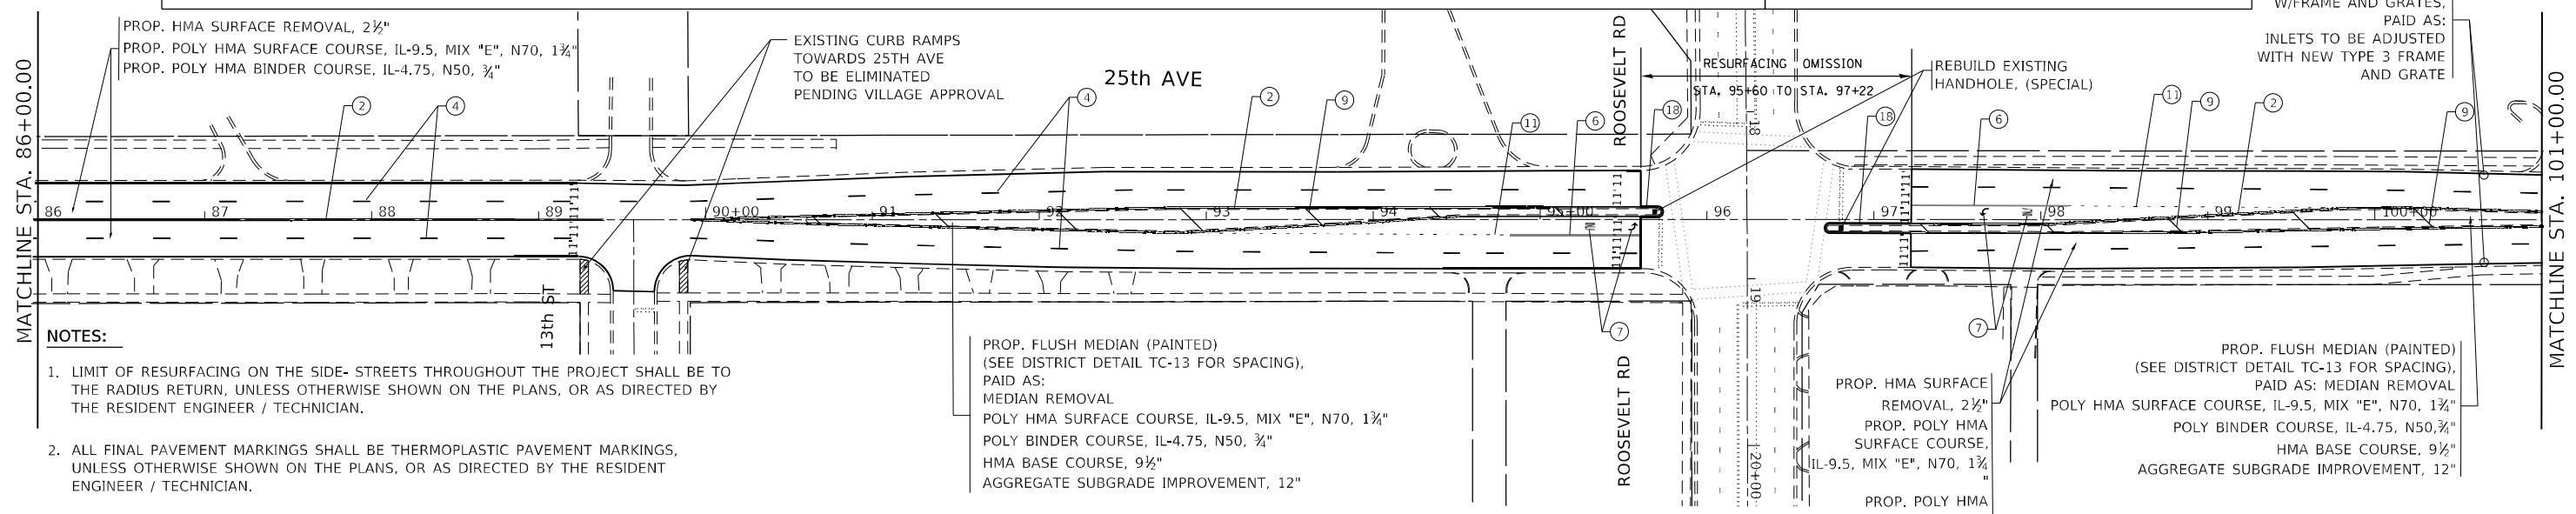 MATCHLINE STA. 86+00.00
PROP. HMA SURFACE REMOVAL, 2½"
PROP. POLY HMA SURFACE COURSE, IL-9.5, MIX "E", N70, 1¾"
PROP. POLY HMA BINDER COURSE, IL-4.75, N50, ¾"
EXISTING CURB RAMPS
TOWARDS 25TH AVE
TO BE ELIMINATED
PENDING VILLAGE APPROVAL
25th AVE
ROOSEVELT RD
RESURFACING OMISSION
STA. 95+60 TO STA. 97+22
REBUILD EXISTING
HANDHOLE, (SPECIAL)
W/FRAME AND GRATES,
PAID AS:
INLETS TO BE ADJUSTED
WITH NEW TYPE 3 FRAME
AND GRATE
MATCHLINE STA. 101+00.00
2
4
4
2
9
11
6
18
18
6
11
9
2
9
86
87
88
89
90+00
91
92
93
94
95+00
96
97
98
99
100+00
18
19
20+00
7
7
13th ST
ROOSEVELT RD
NOTES:
1. LIMIT OF RESURFACING ON THE SIDE- STREETS THROUGHOUT THE PROJECT SHALL BE TO
THE RADIUS RETURN, UNLESS OTHERWISE SHOWN ON THE PLANS, OR AS DIRECTED BY
THE RESIDENT ENGINEER / TECHNICIAN.
2. ALL FINAL PAVEMENT MARKINGS SHALL BE THERMOPLASTIC PAVEMENT MARKINGS,
UNLESS OTHERWISE SHOWN ON THE PLANS, OR AS DIRECTED BY THE RESIDENT
ENGINEER / TECHNICIAN.
PROP. FLUSH MEDIAN (PAINTED)
(SEE DISTRICT DETAIL TC-13 FOR SPACING),
PAID AS:
MEDIAN REMOVAL
POLY HMA SURFACE COURSE, IL-9.5, MIX "E", N70, 1¾"
POLY BINDER COURSE, IL-4.75, N50, ¾"
HMA BASE COURSE, 9½"
AGGREGATE SUBGRADE IMPROVEMENT, 12"
PROP. HMA SURFACE
REMOVAL, 2½"
PROP. POLY HMA
SURFACE COURSE,
IL-9.5, MIX "E", N70, 1¾
"
PROP. POLY HMA
PROP. FLUSH MEDIAN (PAINTED)
(SEE DISTRICT DETAIL TC-13 FOR SPACING),
PAID AS: MEDIAN REMOVAL
POLY HMA SURFACE COURSE, IL-9.5, MIX "E", N70, 1¾"
POLY BINDER COURSE, IL-4.75, N50,¾"
HMA BASE COURSE, 9½"
AGGREGATE SUBGRADE IMPROVEMENT, 12"